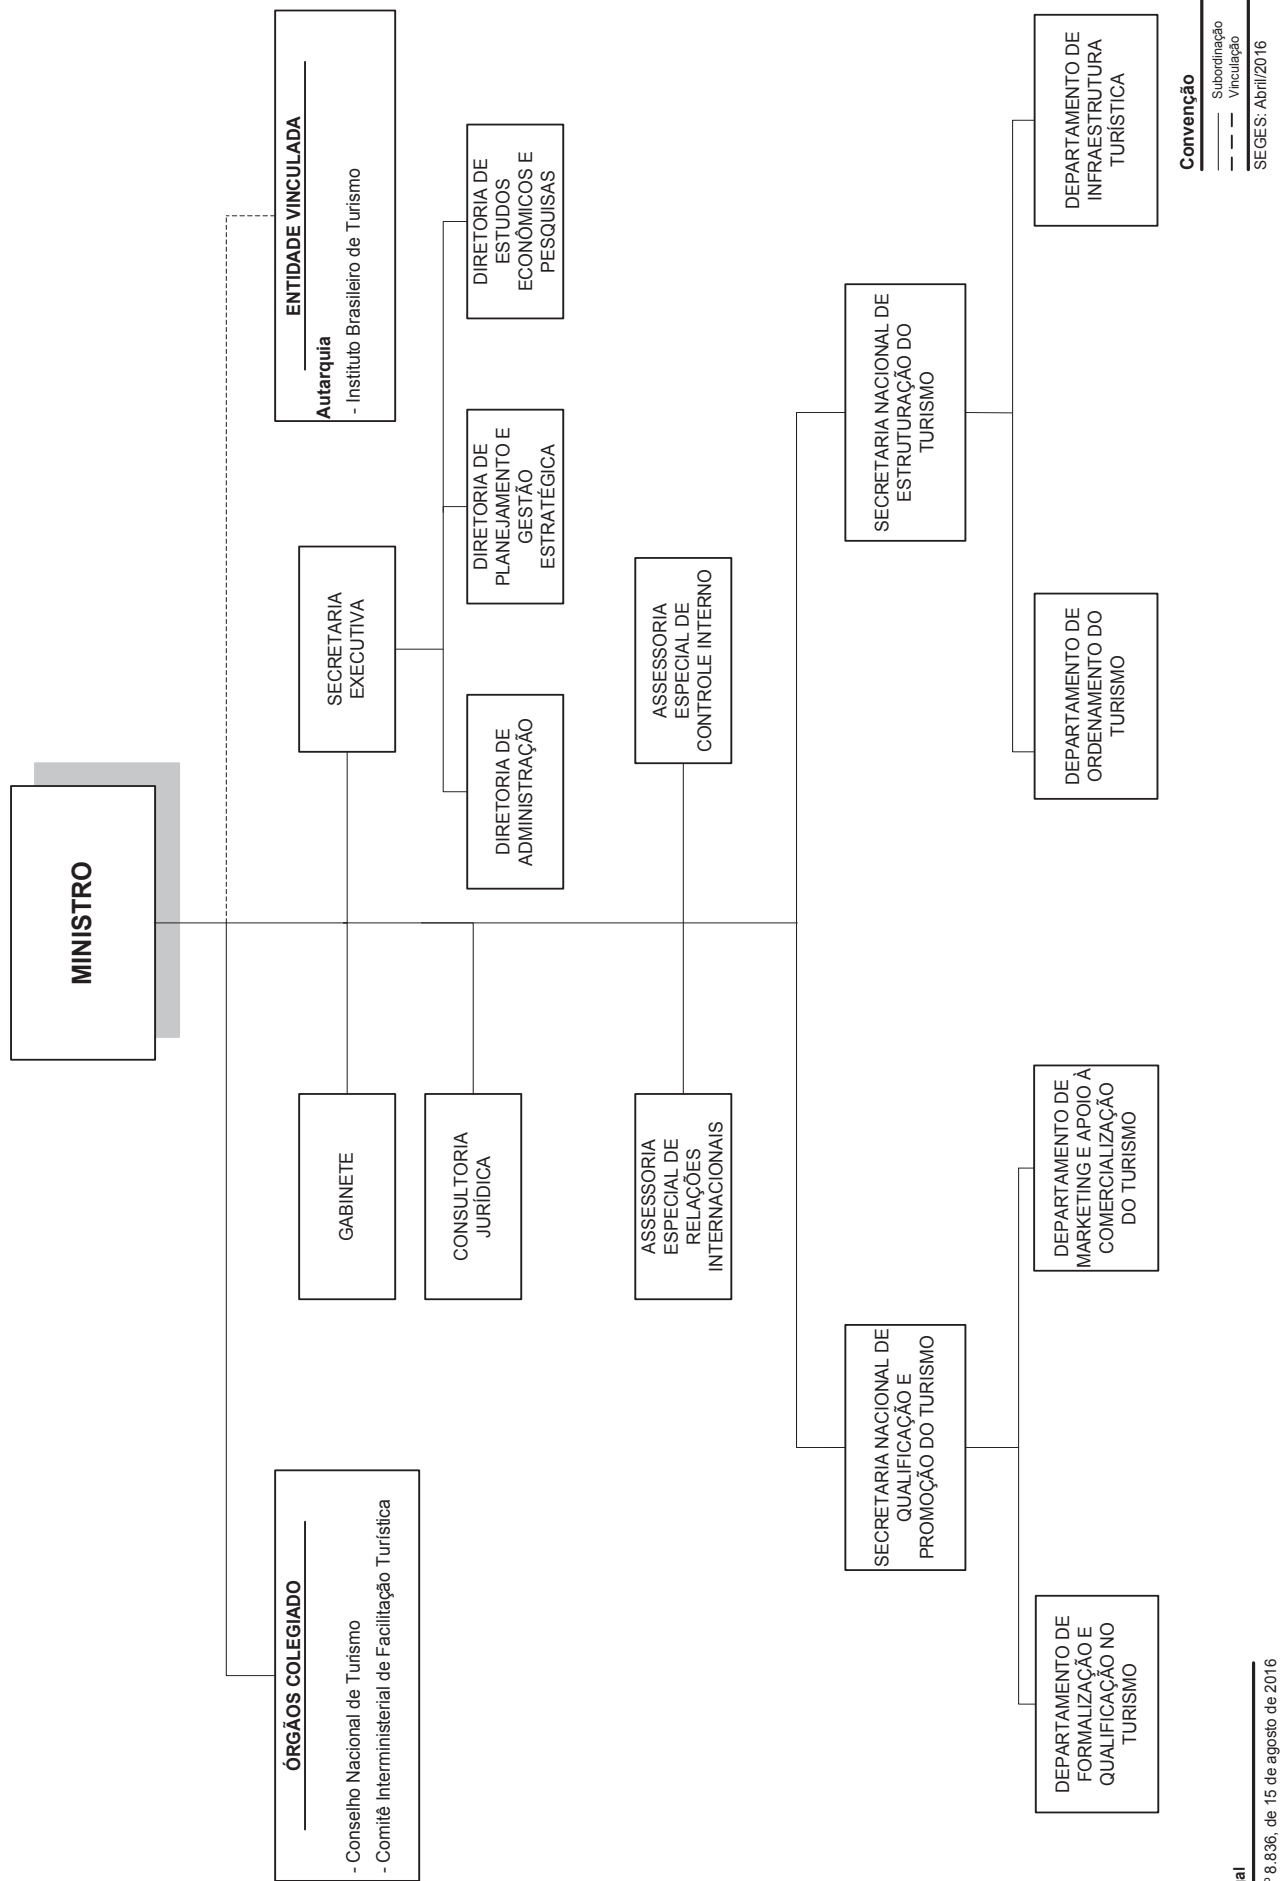 MINISTRO
ÓRGÃOS COLEGIADO
- Conselho Nacional de Turismo
- Comitê Interministerial de Facilitação Turística
ENTIDADE VINCULADA
Autarquia
- Instituto Brasileiro de Turismo
GABINETE
SECRETARIA
EXECUTIVA
CONSULTORIA
JURÍDICA
DIRETORIA DE
ADMINISTRAÇÃO
DIRETORIA DE
PLANEJAMENTO E
GESTÃO
ESTRATÉGICA
DIRETORIA DE
ESTUDOS
ECONÔMICOS E
PESQUISAS
ASSESSORIA
ESPECIAL DE
RELAÇÕES
INTERNACIONAIS
ASSESSORIA
ESPECIAL DE
CONTROLE INTERNO
SECRETARIA NACIONAL DE
QUALIFICAÇÃO E
PROMOÇÃO DO TURISMO
SECRETARIA NACIONAL DE
ESTRUTURAÇÃO DO
TURISMO
DEPARTAMENTO DE
FORMALIZAÇÃO E
QUALIFICAÇÃO NO
TURISMO
DEPARTAMENTO DE
MARKETING E APOIO À
COMERCIALIZAÇÃO
DO TURISMO
DEPARTAMENTO DE
ORDENAMENTO DO
TURISMO
DEPARTAMENTO DE
INFRAESTRUTURA
TURÍSTICA
8.836, de 15 de agosto de 2016
Convenção
Subordinação
Vinculação
SEGES: Abril/2016